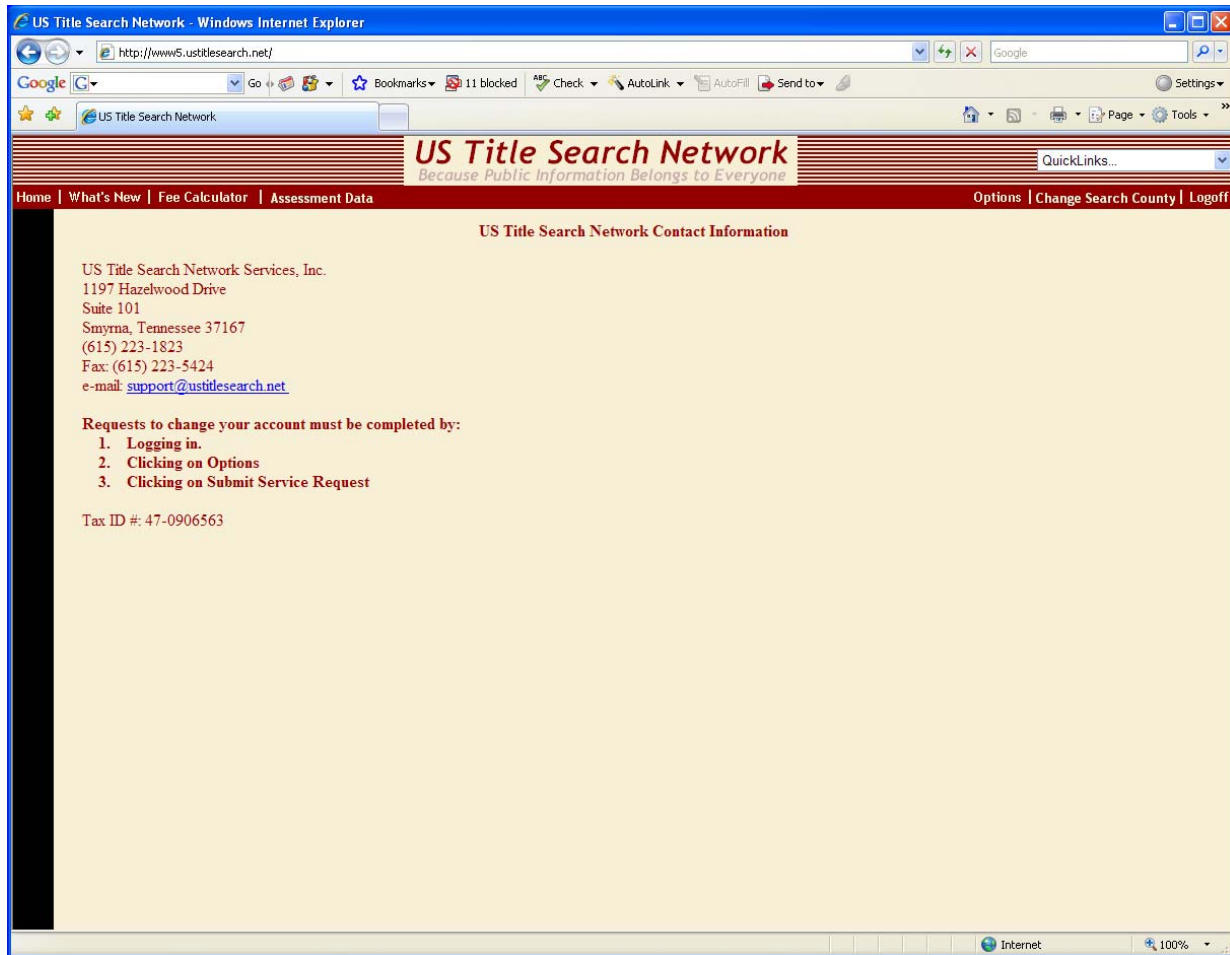 US Title Search Network - Windows Internet Explorer
http://www5.ustitlesearch.net/
Google
Google G Go Bookmarks 11 blocked ABC Check AutoLink AutoFill Send to Settings
US Title Search Network Page Tools »
US Title Search Network
Because Public Information Belongs to Everyone
QuickLinks...
Home | What's New | Fee Calculator | Assessment Data Options | Change Search County | Logoff
US Title Search Network Contact Information
US Title Search Network Services, Inc.
1197 Hazelwood Drive
Suite 101
Smyrna, Tennessee 37167
(615) 223-1823
Fax: (615) 223-5424
e-mail: support@ustitlesearch.net
Requests to change your account must be completed by:
1. Logging in.
2. Clicking on Options
3. Clicking on Submit Service Request
Tax ID #: 47-0906563
Internet 100%